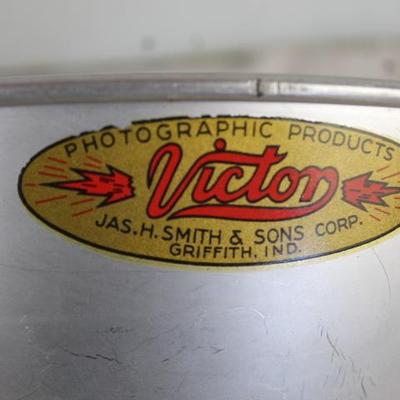 PHOTOGRAPHIC PRODUCTS
Victor
JAS. H. SMITH & SONS CORP.
GRIFFITH, IND.